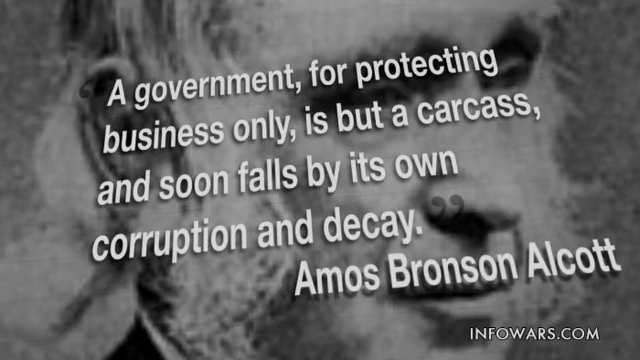 “A government, for protecting
business only, is but a carcass,
and soon falls by its own
corruption and decay.”
Amos Bronson Alcott
INFOWARS.COM